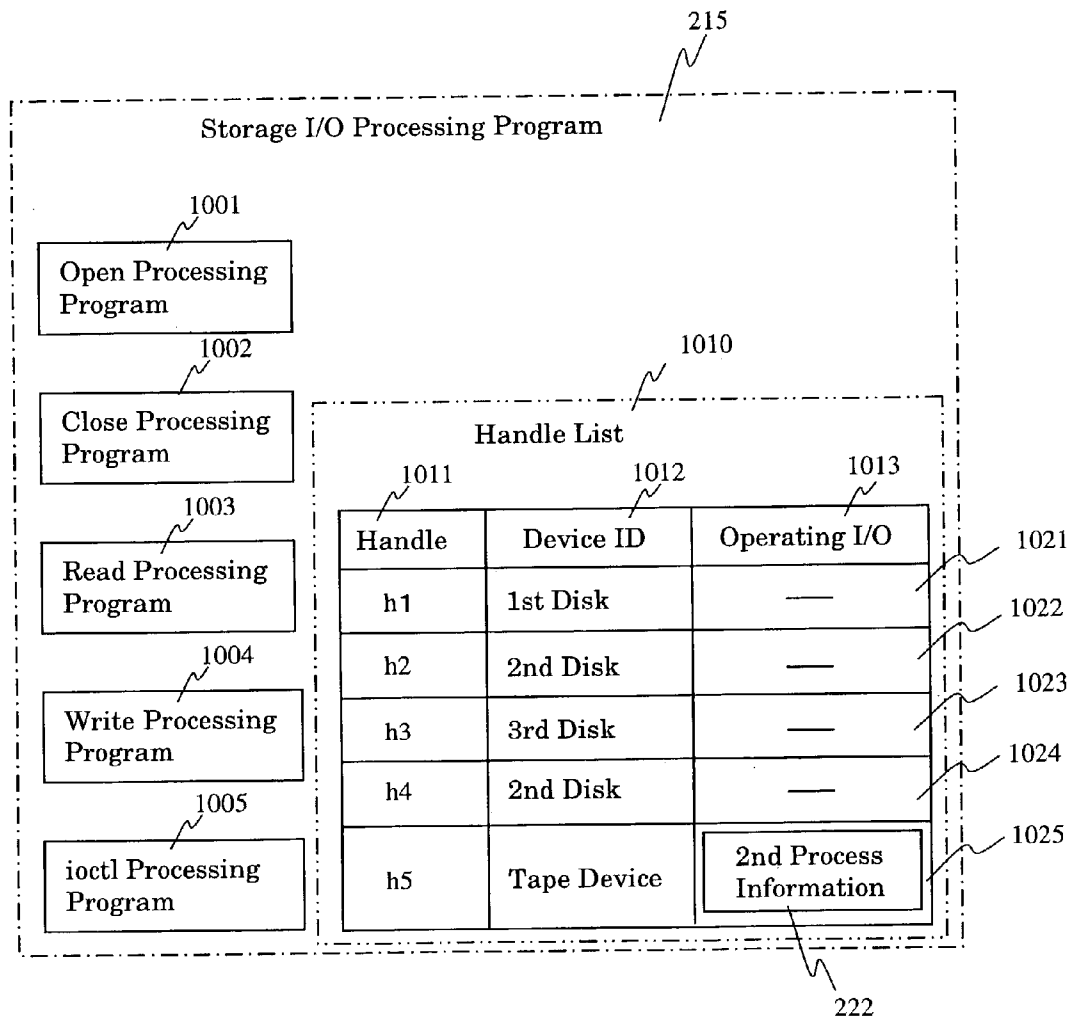 215
Storage I/O Processing Program
1001
Open Processing
Program
1002
Close Processing
Program
1003
Read Processing
Program
1004
Write Processing
Program
1005
ioctl Processing
Program
1010
Handle List
1011 1012 1013
Handle Device ID Operating I/O
h1 1st Disk — 1021
h2 2nd Disk — 1022
h3 3rd Disk — 1023
h4 2nd Disk — 1024
h5 Tape Device 2nd Process
Information 1025
222